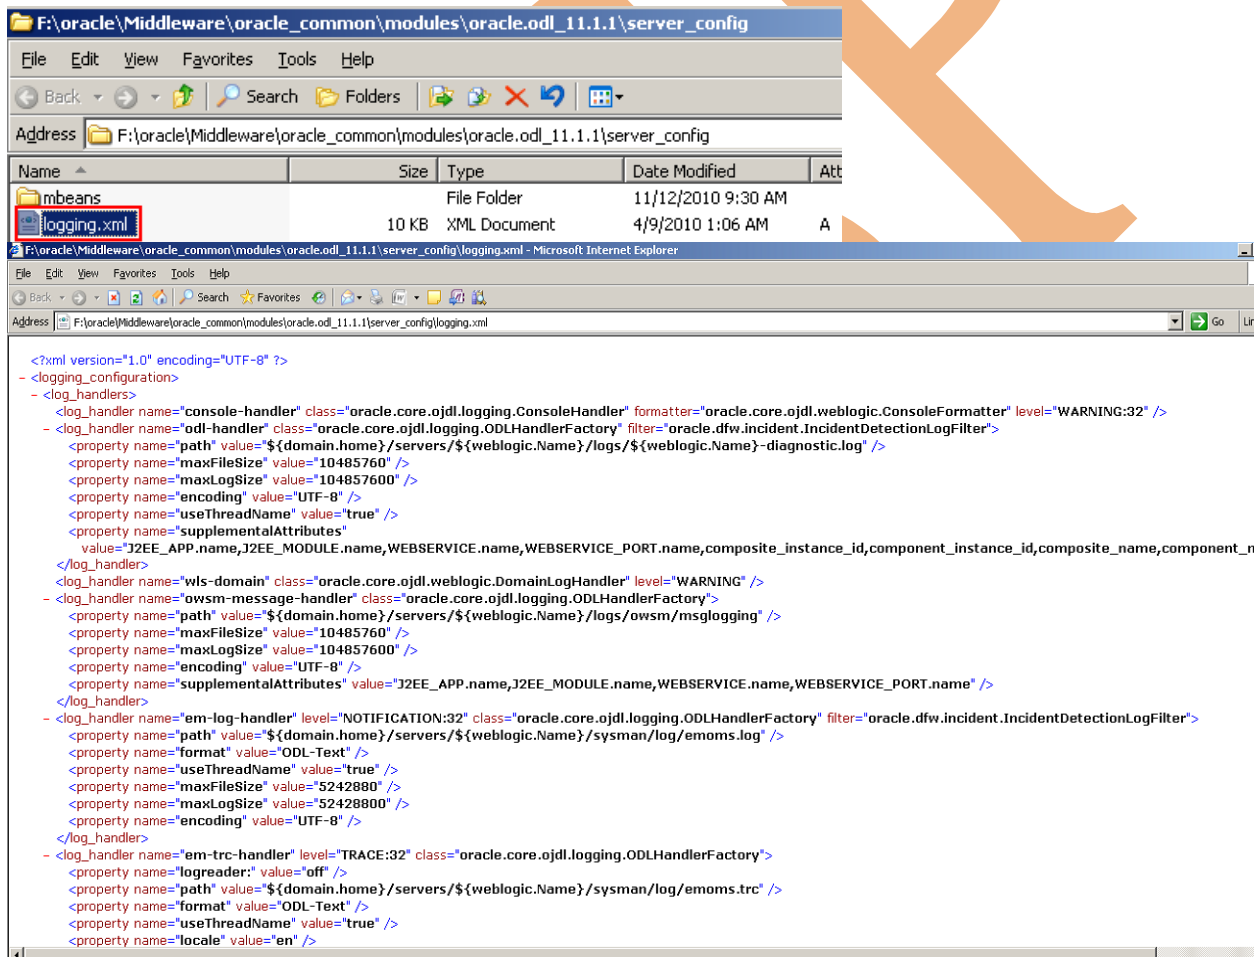 F:\oracle\Middleware\oracle_common\modules\oracle.odl_11.1.1\server_config
File Edit View Favorites Tools Help
Back Search Folders
Address F:\oracle\Middleware\oracle_common\modules\oracle.odl_11.1.1\server_config
Name Size Type Date Modified Att
mbeans File Folder 11/12/2010 9:30 AM
logging.xml 10 KB XML Document 4/9/2010 1:06 AM A
F:\oracle\Middleware\oracle_common\modules\oracle.odl_11.1.1\server_config\logging.xml - Microsoft Internet Explorer
File Edit View Favorites Tools Help
Back Search Favorites
Address F:\oracle\Middleware\oracle_common\modules\oracle.odl_11.1.1\server_config\logging.xml Go Lin
<?xml version="1.0" encoding="UTF-8" ?>
- <logging_configuration>
- <log_handlers>
<log_handler name="console-handler" class="oracle.core.ojdl.logging.ConsoleHandler" formatter="oracle.core.ojdl.weblogic.ConsoleFormatter" level="WARNING:32" />
- <log_handler name="odl-handler" class="oracle.core.ojdl.logging.ODLHandlerFactory" filter="oracle.dfw.incident.IncidentDetectionLogFilter">
<property name="path" value="${domain.home}/servers/${weblogic.Name}/logs/${weblogic.Name}-diagnostic.log" />
<property name="maxFileSize" value="10485760" />
<property name="maxLogSize" value="104857600" />
<property name="encoding" value="UTF-8" />
<property name="useThreadName" value="true" />
<property name="supplementalAttributes"
value="J2EE_APP.name,J2EE_MODULE.name,WEBSERVICE.name,WEBSERVICE_PORT.name,composite_instance_id,component_instance_id,composite_name,component_n
</log_handler>
<log_handler name="wls-domain" class="oracle.core.ojdl.weblogic.DomainLogHandler" level="WARNING" />
- <log_handler name="owsm-message-handler" class="oracle.core.ojdl.logging.ODLHandlerFactory">
<property name="path" value="${domain.home}/servers/${weblogic.Name}/logs/owsm/msglogging" />
<property name="maxFileSize" value="10485760" />
<property name="maxLogSize" value="104857600" />
<property name="encoding" value="UTF-8" />
<property name="supplementalAttributes" value="J2EE_APP.name,J2EE_MODULE.name,WEBSERVICE.name,WEBSERVICE_PORT.name" />
</log_handler>
- <log_handler name="em-log-handler" level="NOTIFICATION:32" class="oracle.core.ojdl.logging.ODLHandlerFactory" filter="oracle.dfw.incident.IncidentDetectionLogFilter">
<property name="path" value="${domain.home}/servers/${weblogic.Name}/sysman/log/emoms.log" />
<property name="format" value="ODL-Text" />
<property name="useThreadName" value="true" />
<property name="maxFileSize" value="5242880" />
<property name="maxLogSize" value="52428800" />
<property name="encoding" value="UTF-8" />
</log_handler>
- <log_handler name="em-trc-handler" level="TRACE:32" class="oracle.core.ojdl.logging.ODLHandlerFactory">
<property name="logreader:" value="off" />
<property name="path" value="${domain.home}/servers/${weblogic.Name}/sysman/log/emoms.trc" />
<property name="format" value="ODL-Text" />
<property name="useThreadName" value="true" />
<property name="locale" value="en" />